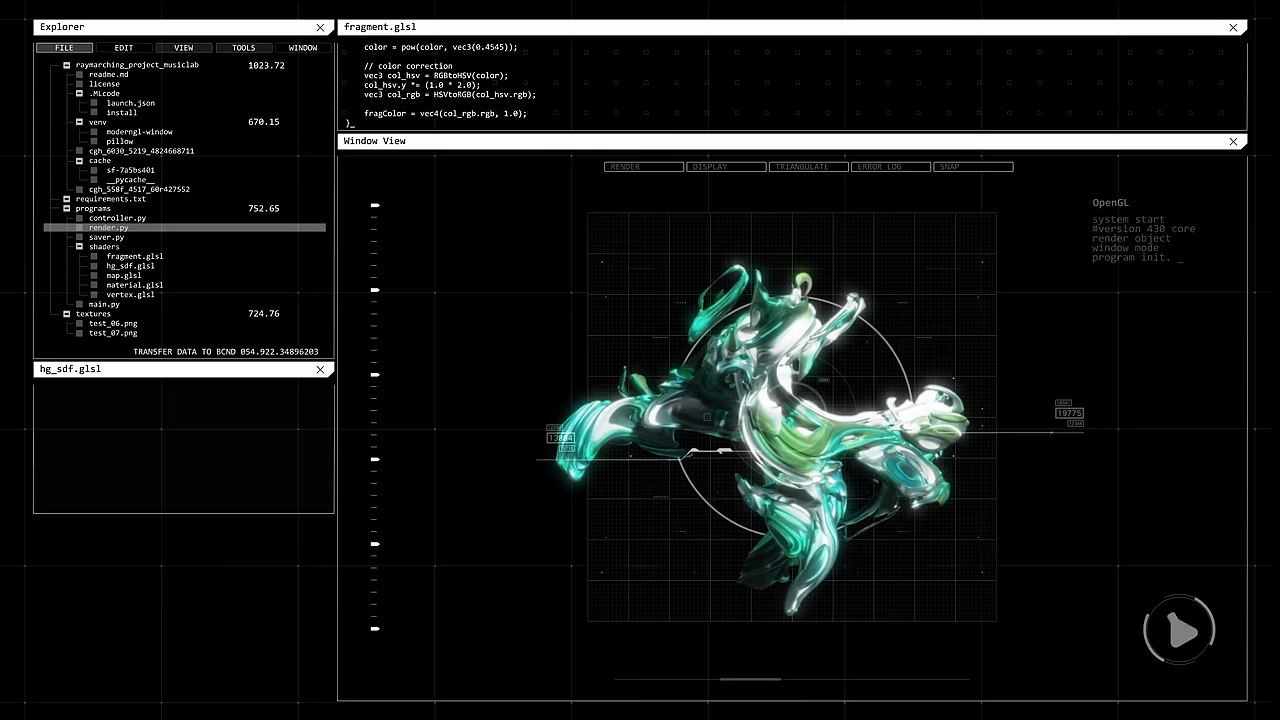 Explorer
FILE EDIT VIEW TOOLS WINDOW
raymarching_project_musiclab 1023.72
readme.md
license
.MLcode
launch.json
install
venv 670.15
moderngl-window
pillow
cgh_6030_5219_4824668711
cache
sf-7a5bs401
__pycache__
cgh_558f_4517_60r427552
requirements.txt
programs 752.65
controller.py
render.py
saver.py
shaders
fragment.glsl
hg_sdf.glsl
map.glsl
material.glsl
vertex.glsl
main.py
textures 724.76
test_06.png
test_07.png
TRANSFER DATA TO BCND 054.922.34896203
hg_sdf.glsl
fragment.glsl
color = pow(color, vec3(0.4545));
// color correction
vec3 col_hsv = RGBtoHSV(color);
col_hsv.y *= (1.0 * 2.0);
vec3 col_rgb = HSVtoRGB(col_hsv.rgb);
fragColor = vec4(col_rgb.rgb, 1.0);
}_
Window View
RENDER DISPLAY TRIANGULATE ERROR LOG SNAP
OpenGL
system start
#version 430 core
render object
window mode
program init. _
19775